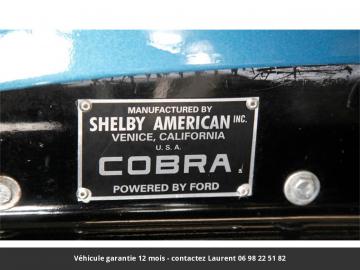 MANUFACTURED BY
SHELBY AMERICAN INC.
VENICE, CALIFORNIA
U. S. A.
COBRA
POWERED BY FORD
Véhicule garantie 12 mois - contactez Laurent 06 98 22 51 82